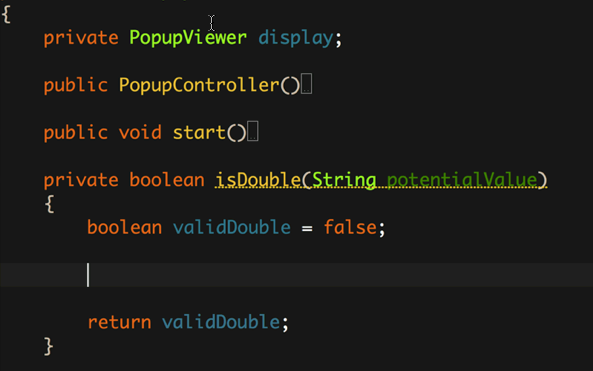 {
private PopupViewer display;
public PopupController()
public void start()
private boolean isDouble(String potentialValue)
{
boolean validDouble = false;
return validDouble;
}